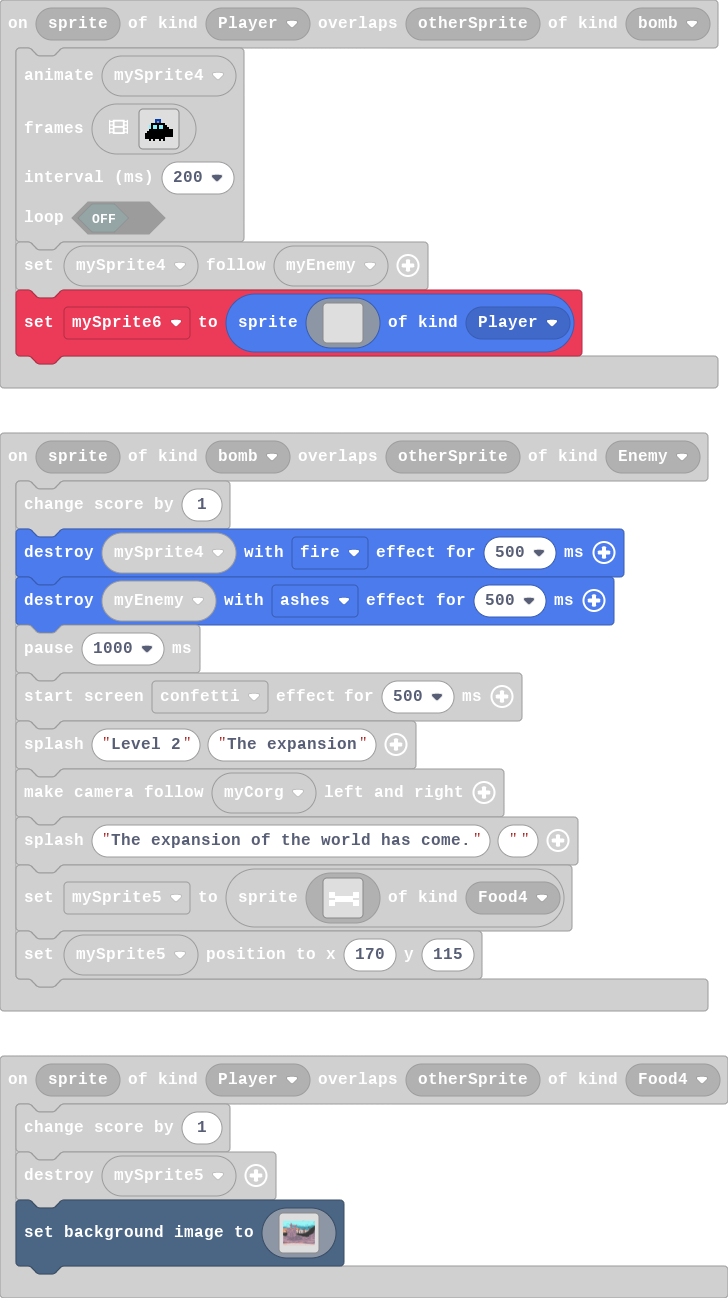 on sprite of kind Player overlaps otherSprite of kind bomb
animate mySprite4
frames
interval (ms) 200
loop OFF
set mySprite4 follow myEnemy
set mySprite6 to sprite of kind Player
on sprite of kind bomb overlaps otherSprite of kind Enemy
change score by 1
destroy mySprite4 with fire effect for 500 ms
destroy myEnemy with ashes effect for 500 ms
pause 1000 ms
start screen confetti effect for 500 ms
splash "Level 2" "The expansion"
make camera follow myCorg left and right
splash "The expansion of the world has come." ""
set mySprite5 to sprite of kind Food4
set mySprite5 position to x 170 y 115
on sprite of kind Player overlaps otherSprite of kind Food4
change score by 1
destroy mySprite5
set background image to